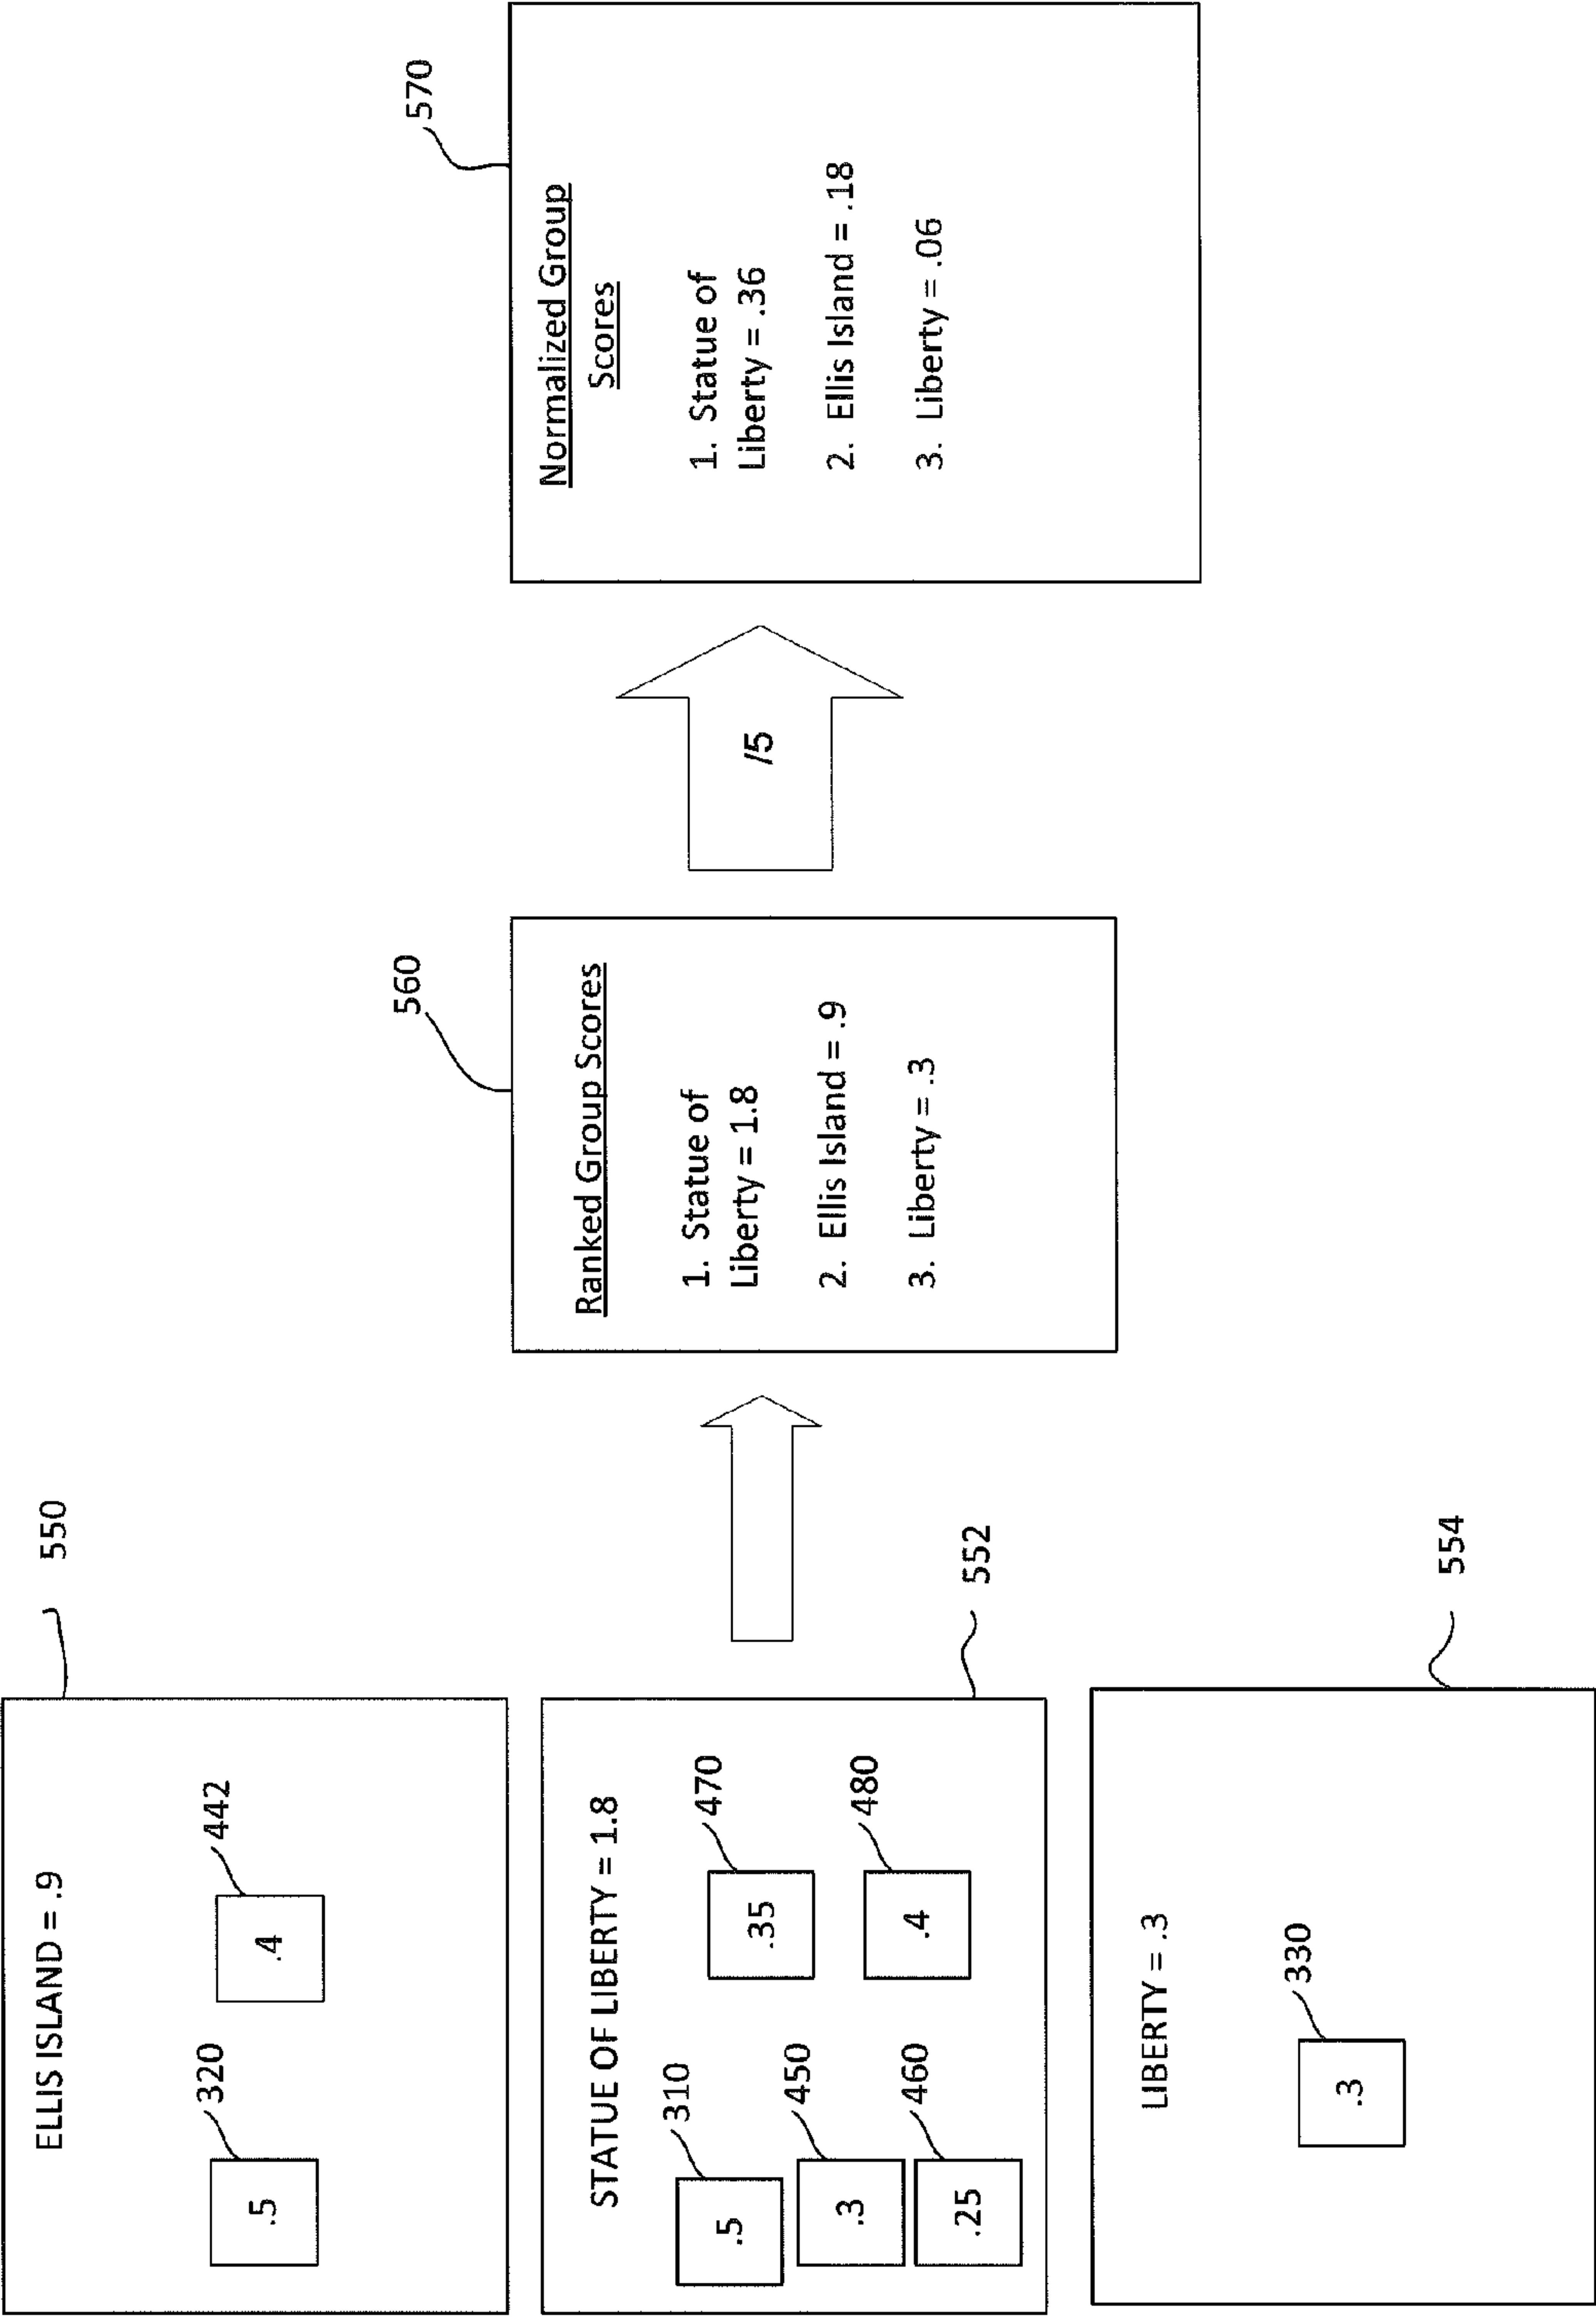 ELLIS ISLAND = .9
320
442
.5
.4
550
STATUE OF LIBERTY = 1.8
310
470
.5
.35
450
480
.3
.4
460
.25
552
LIBERTY = .3
330
.3
554
560
Ranked Group Scores
1. Statue of
Liberty = 1.8
2. Ellis Island = .9
3. Liberty = .3
/5
570
Normalized Group
Scores
1. Statue of
Liberty = .36
2. Ellis Island = .18
3. Liberty = .06